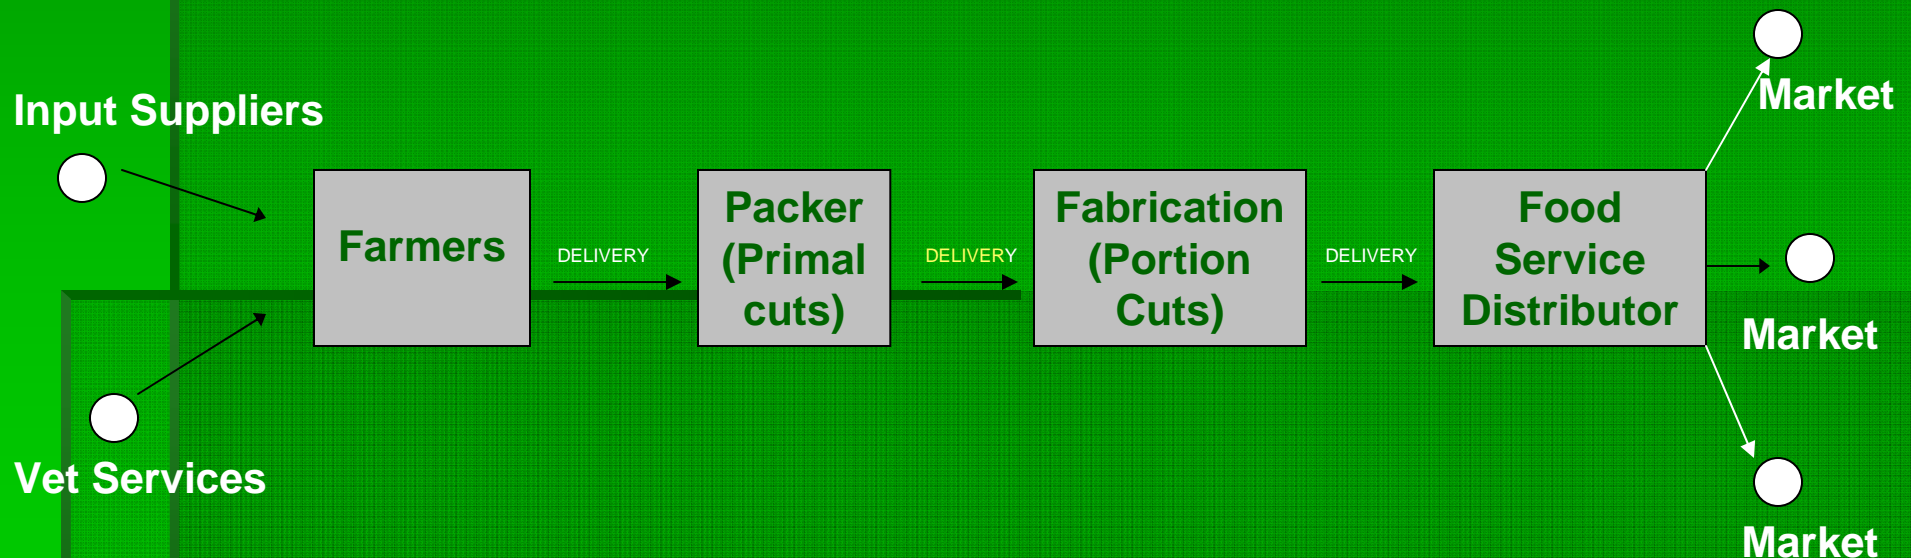 Input Suppliers
Vet Services
Farmers
DELIVERY
Packer
(Primal
cuts)
DELIVERY
Fabrication
(Portion
Cuts)
DELIVERY
Food
Service
Distributor
Market
Market
Market